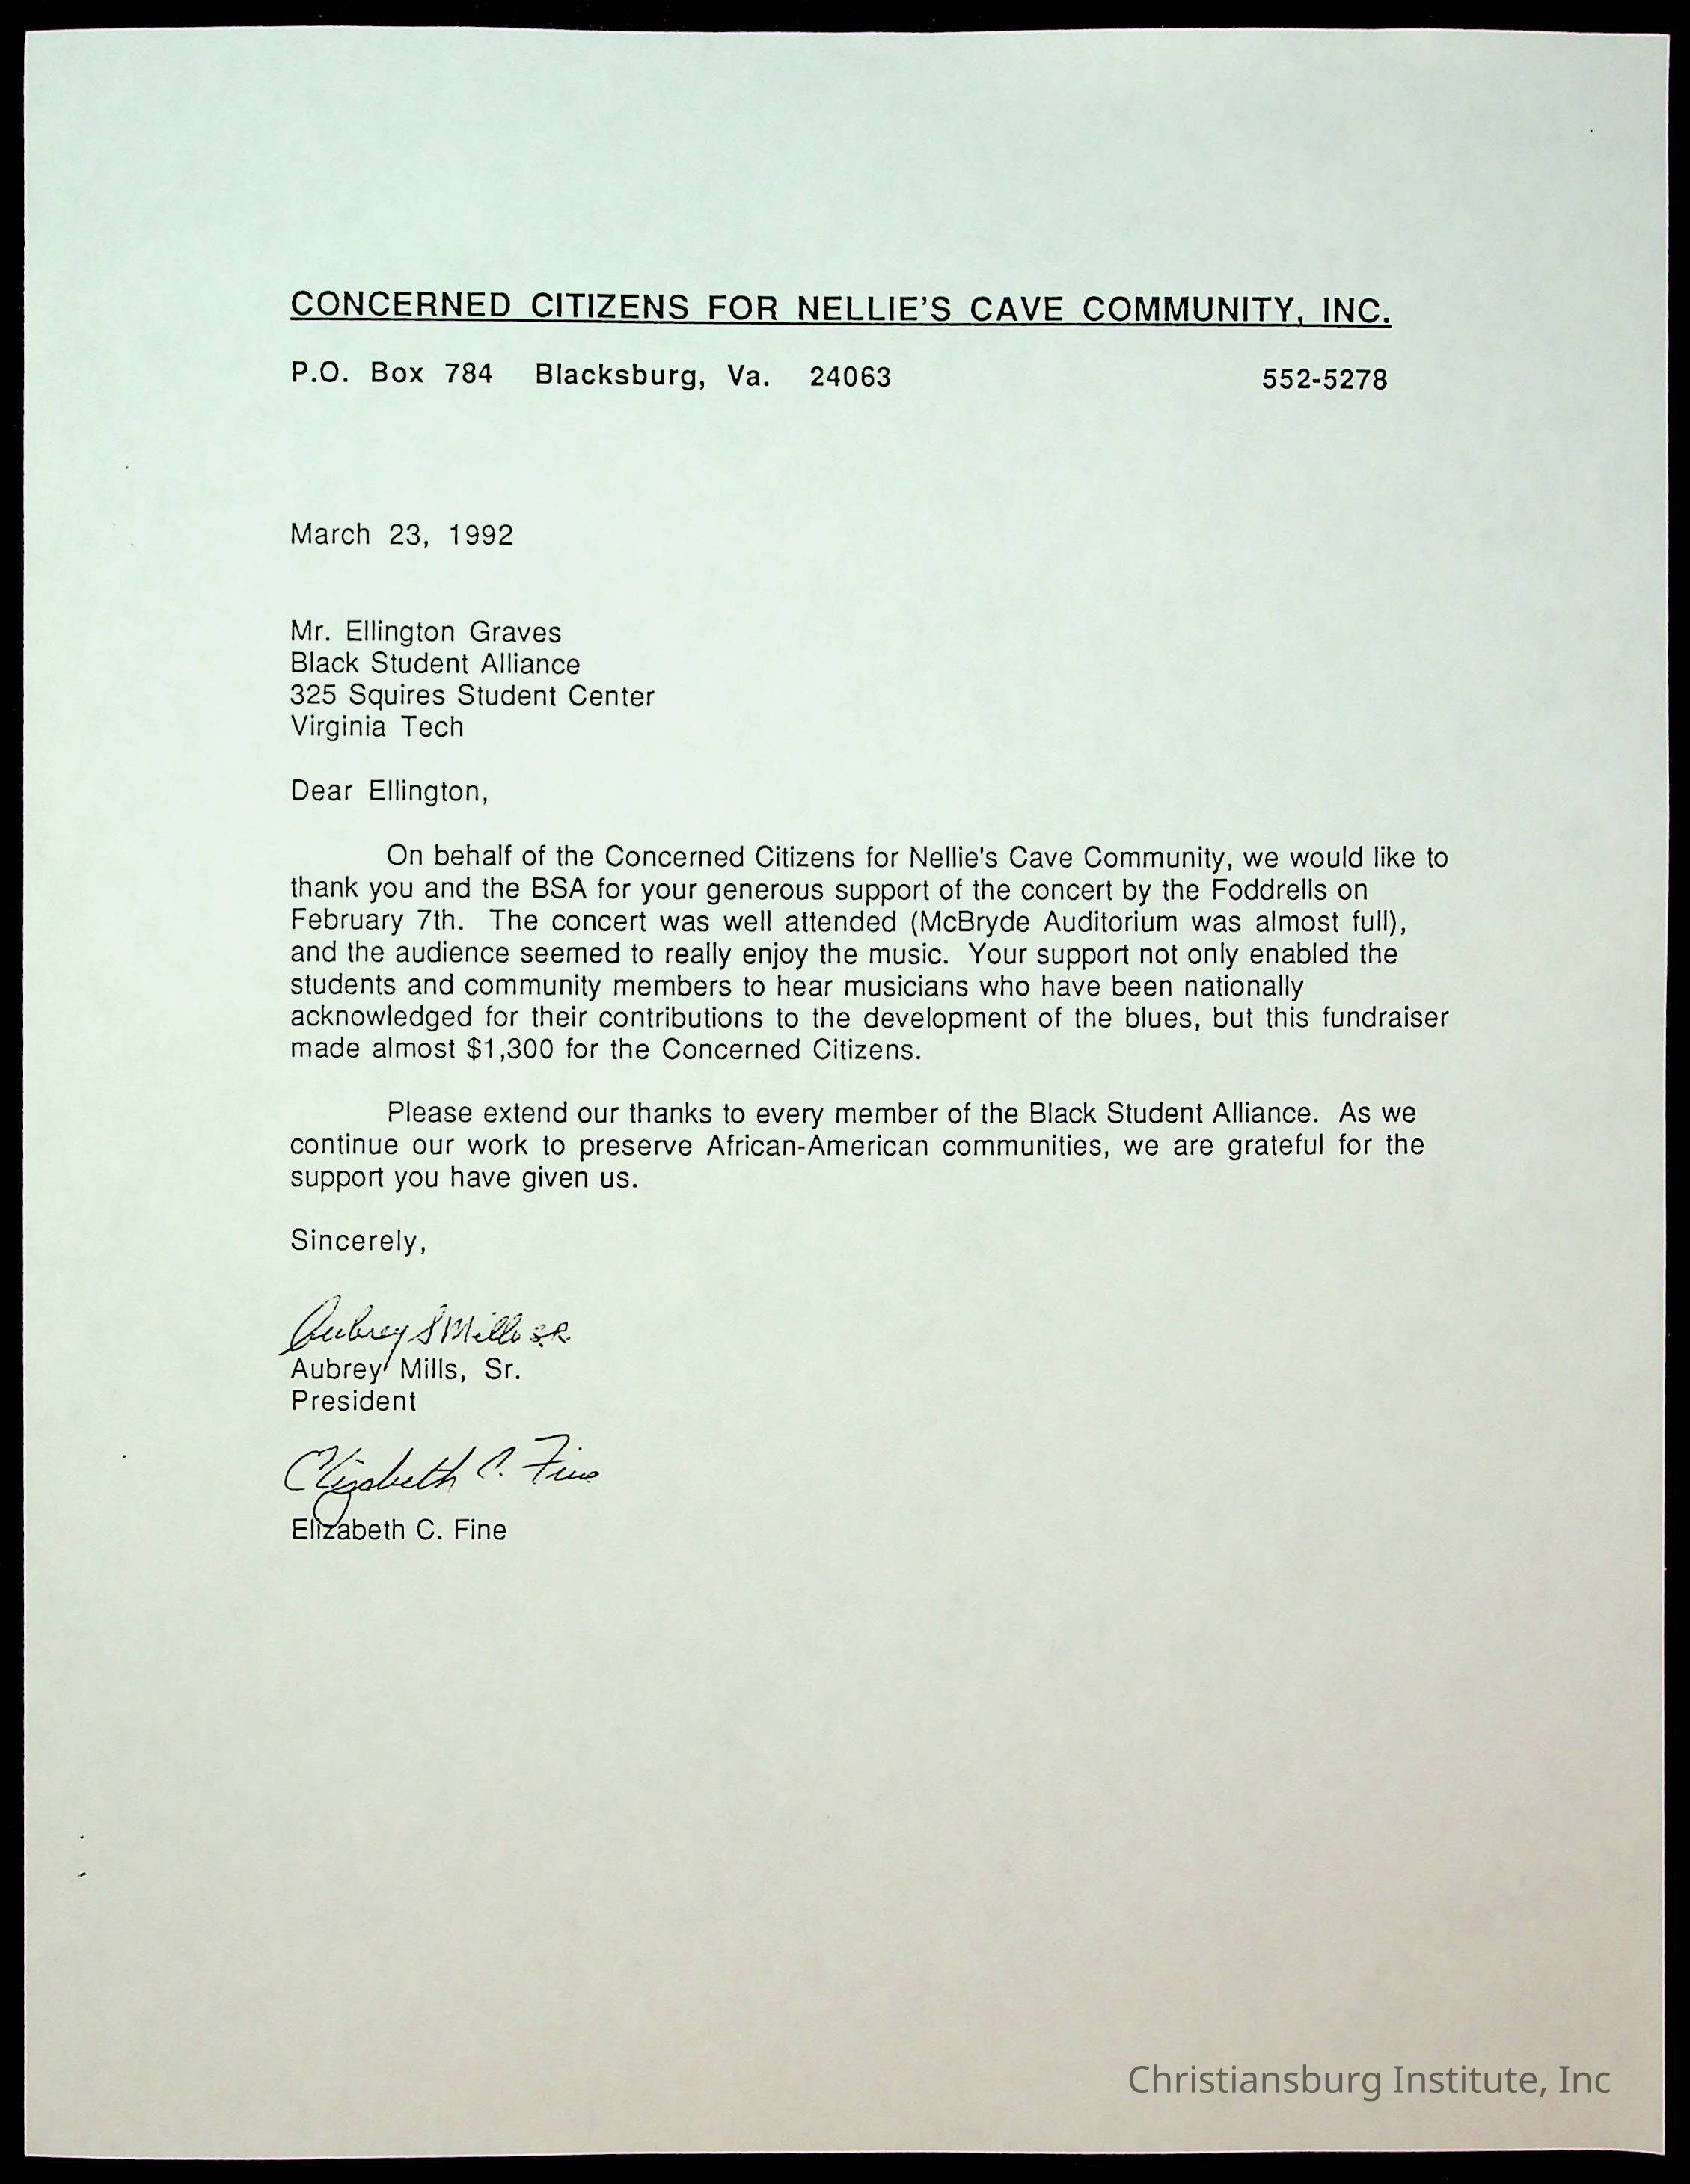 CONCERNED CITIZENS FOR NELLIE'S CAVE COMMUNITY, INC.
P.O. Box 784 Blacksburg, Va. 24063 552-5278
March 23, 1992
Mr. Ellington Graves
Black Student Alliance
325 Squires Student Center
Virginia Tech
Dear Ellington,
On behalf of the Concerned Citizens for Nellie's Cave Community, we would like to
thank you and the BSA for your generous support of the concert by the Foddrells on
February 7th. The concert was well attended (McBryde Auditorium was almost full),
and the audience seemed to really enjoy the music. Your support not only enabled the
students and community members to hear musicians who have been nationally
acknowledged for their contributions to the development of the blues, but this fundraiser
made almost $1,300 for the Concerned Citizens.
Please extend our thanks to every member of the Black Student Alliance. As we
continue our work to preserve African-American communities, we are grateful for the
support you have given us.
Sincerely,
Aubrey S Mills SR.
Aubrey Mills, Sr.
President
Elizabeth C. Fine
Elizabeth C. Fine
Christiansburg Institute, Inc